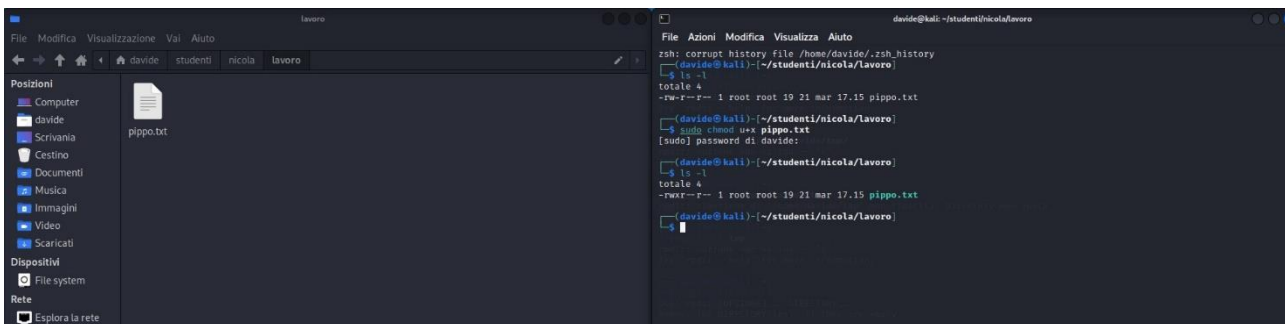 lavoro
File Modifica Visualizzazione Vai Aiuto
davide studenti nicola lavoro
Posizioni
Computer
davide
Scrivania
Cestino
Documenti
Musica
Immagini
Video
Scaricati
Dispositivi
File system
Rete
Esplora la rete
pippo.txt
davide@kali: ~/studenti/nicola/lavoro
File Azioni Modifica Visualizza Aiuto
zsh: corrupt history file /home/davide/.zsh_history
(davide㉿kali)-[~/studenti/nicola/lavoro]
$ ls -l
totale 4
-rw-r--r-- 1 root root 19 21 mar 17.15 pippo.txt
(davide㉿kali)-[~/studenti/nicola/lavoro]
$ sudo chmod u+x pippo.txt
[sudo] password di davide:
(davide㉿kali)-[~/studenti/nicola/lavoro]
$ ls -l
totale 4
-rwxr--r-- 1 root root 19 21 mar 17.15 pippo.txt
(davide㉿kali)-[~/studenti/nicola/lavoro]
$